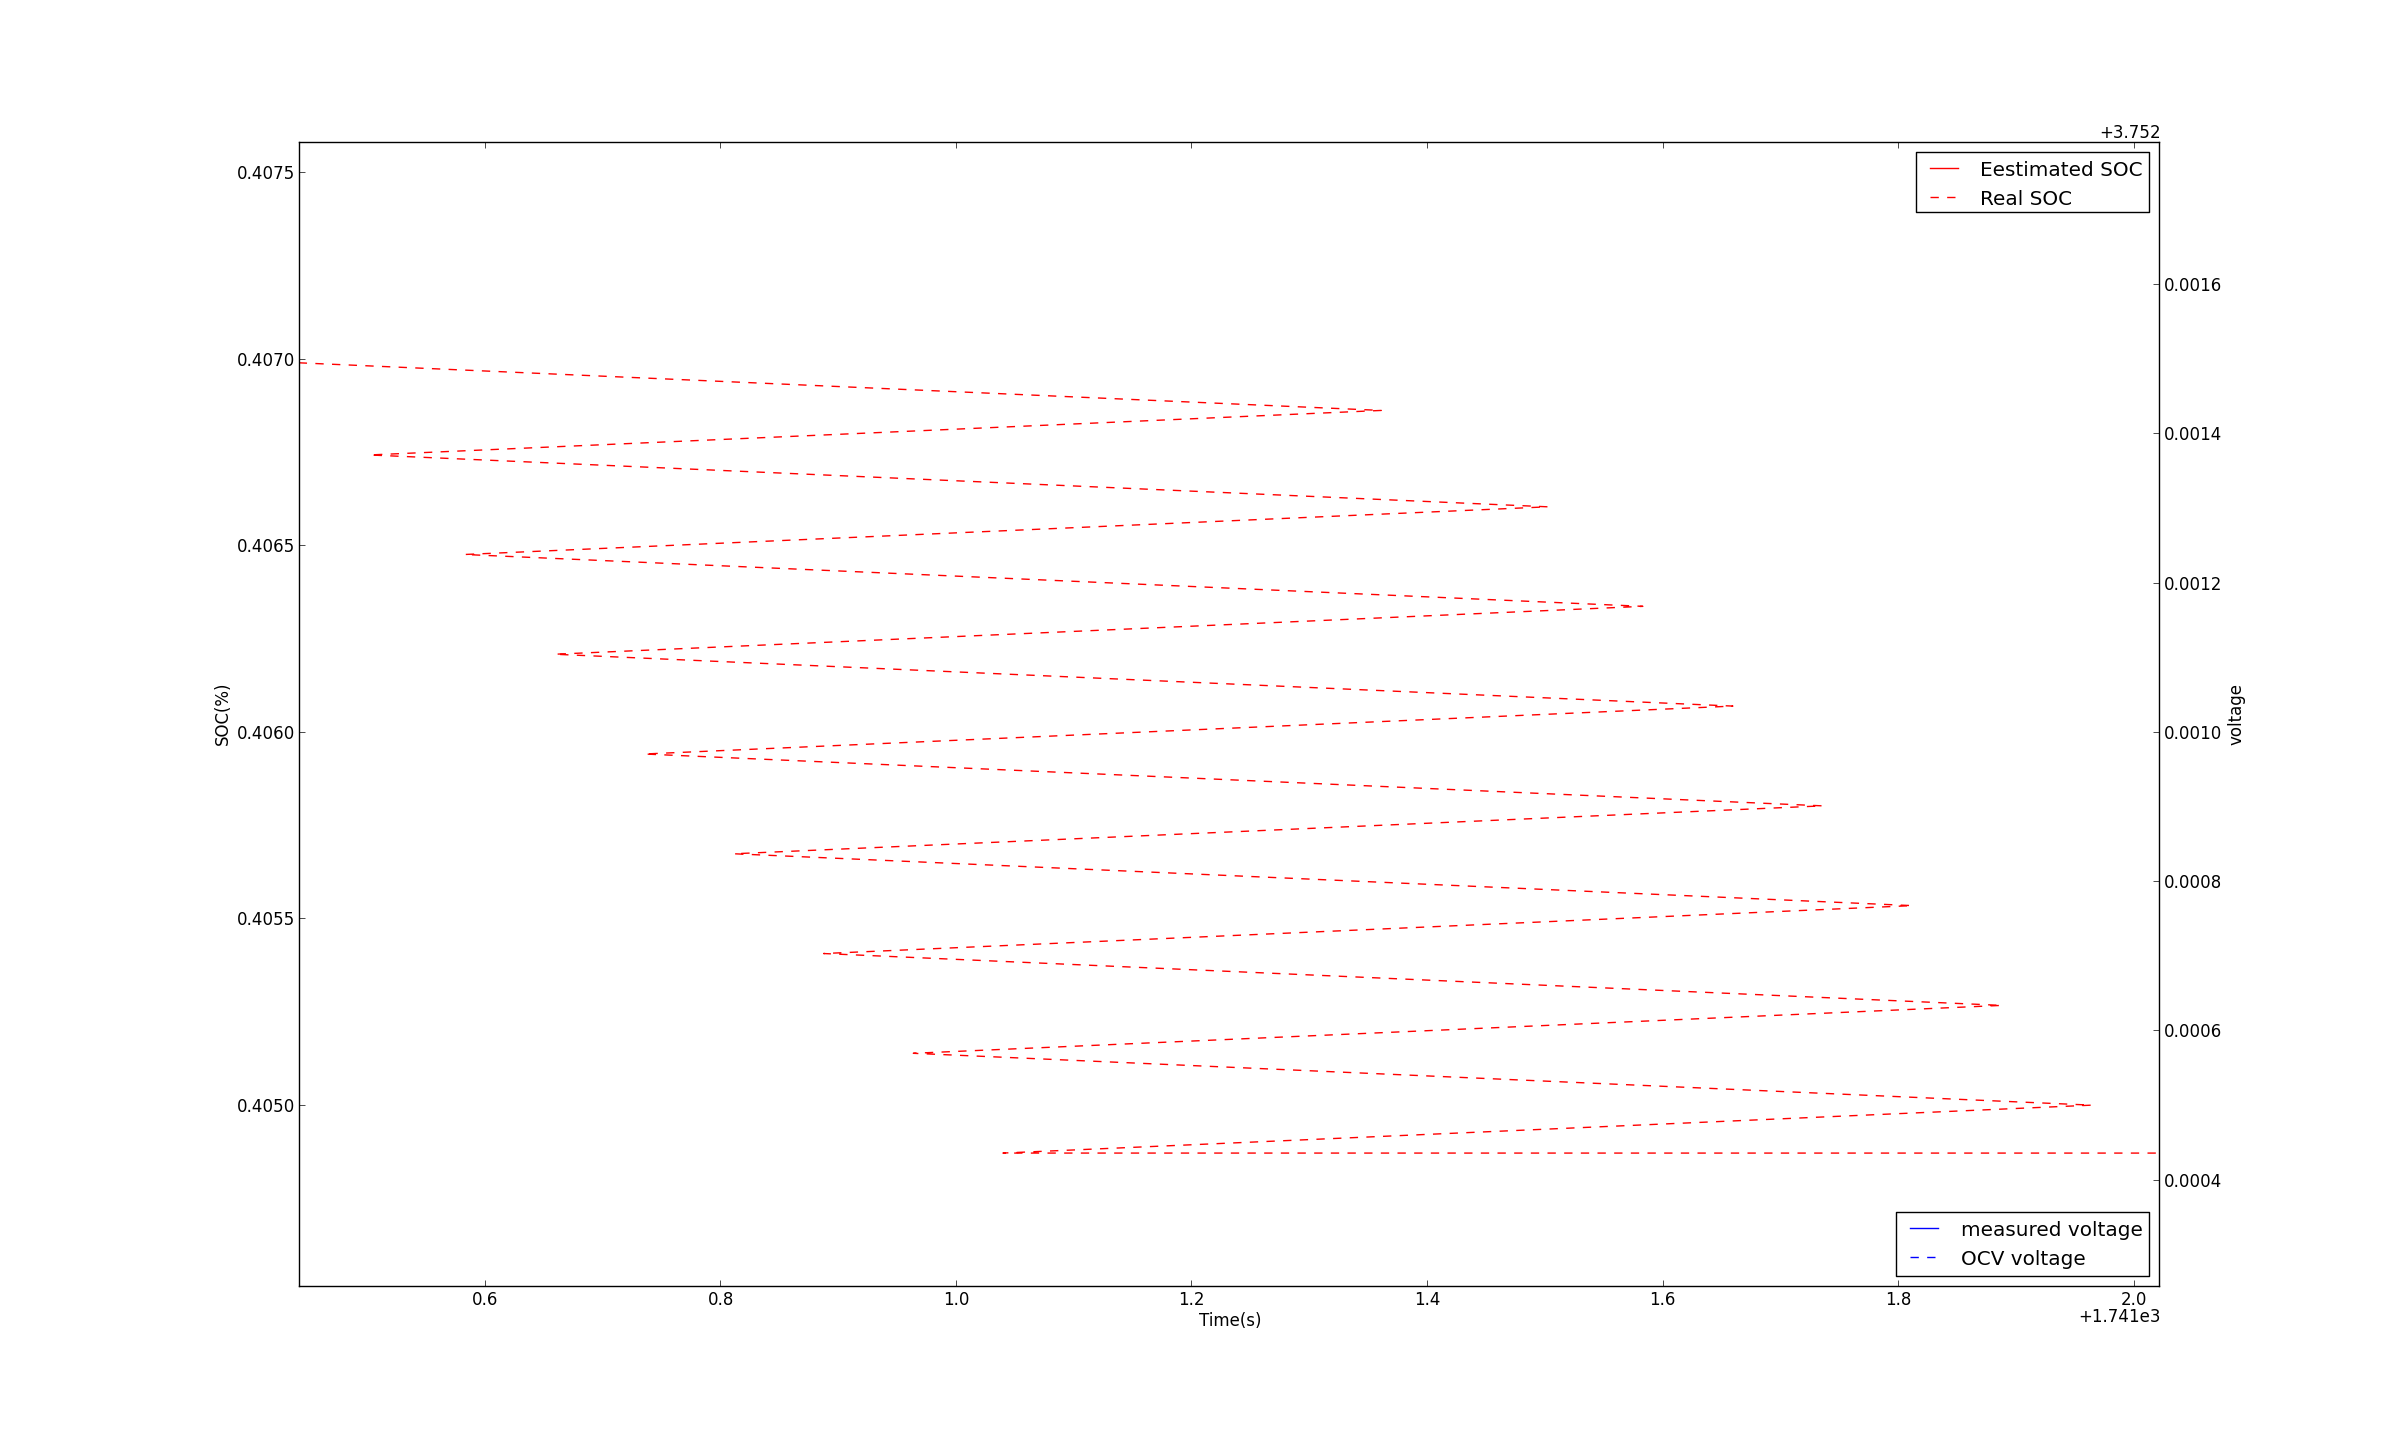 +3.752
Eestimated SOC
Real SOC
0.4075
0.4070
0.4065
0.4060
0.4055
0.4050
SOC(%)
0.0016
0.0014
0.0012
0.0010
0.0008
0.0006
0.0004
voltage
measured voltage
OCV voltage
0.6 0.8 1.0 1.2 1.4 1.6 1.8 2.0
Time(s)
+1.741e3